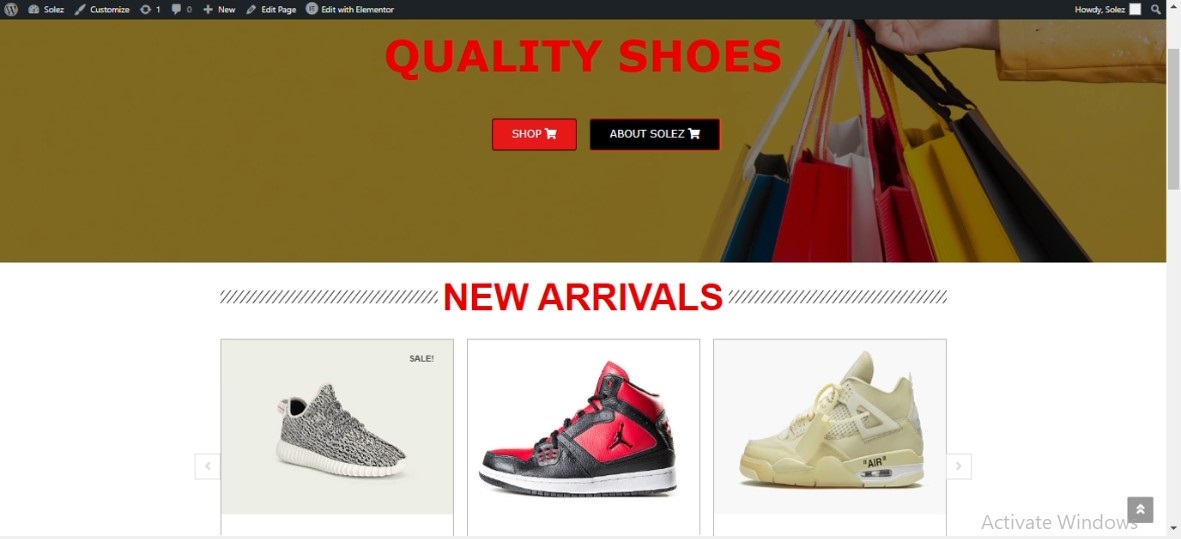 Solez Customize 1 0 New Edit Page Edit with Elementor Howdy, Solez
QUALITY SHOES
SHOP ABOUT SOLEZ
NEW ARRIVALS
SALE!
"AIR"
Activate Windows